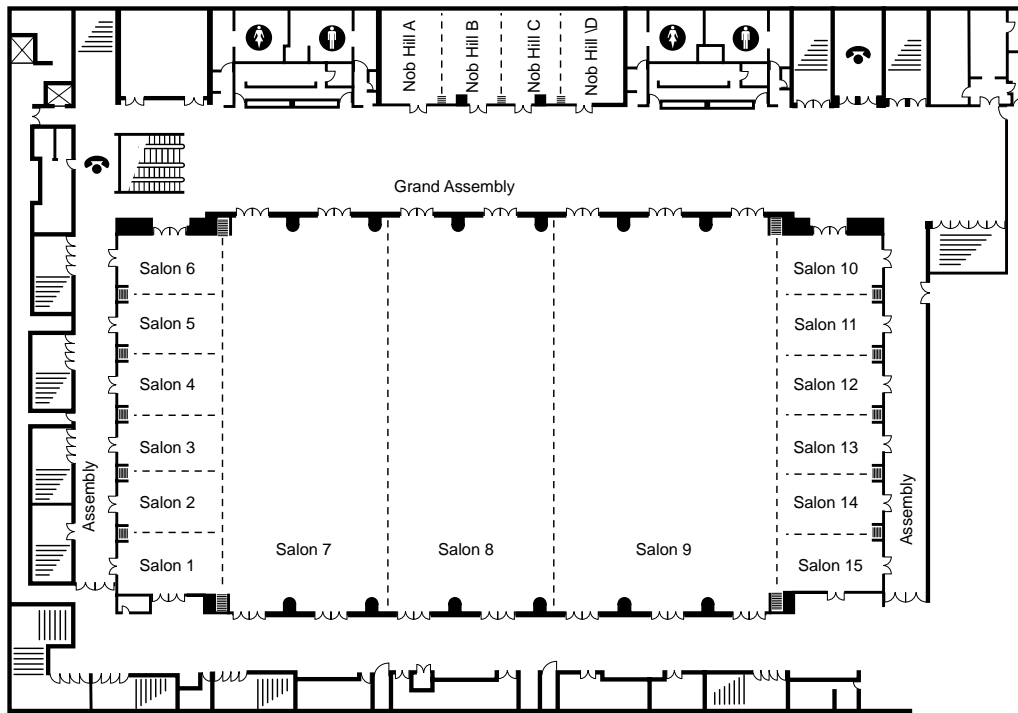 Nob Hill A
Nob Hill B
Nob Hill C
Nob Hill \D
Grand Assembly
Salon 6
Salon 10
Salon 5
Salon 11
Salon 4
Salon 12
Salon 3
Salon 13
Assembly
Salon 2
Salon 14
Assembly
Salon 7
Salon 8
Salon 9
Salon 1
Salon 15